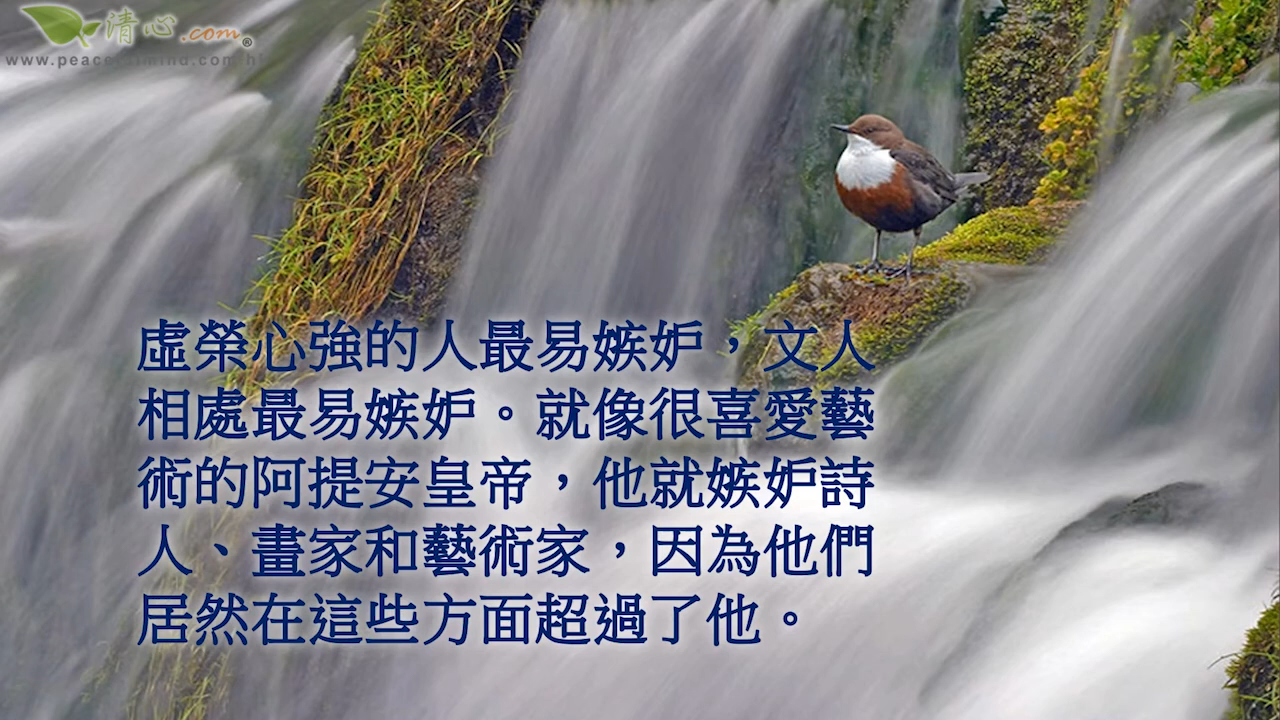 清心.com®
www.peaceofmind.com.hk
虛榮心強的人最易嫉妒，文人
相處最易嫉妒。就像很喜愛藝
術的阿提安皇帝，他就嫉妒詩
人、畫家和藝術家，因為他們
居然在這些方面超過了他。